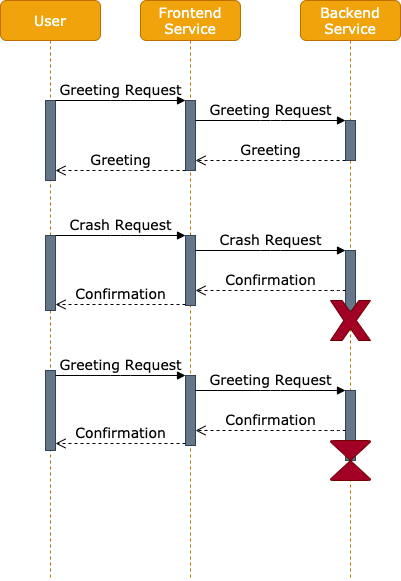 User
Frontend
Service
Backend
Service
Greeting Request
Greeting Request
Greeting
Greeting
Crash Request
Crash Request
Confirmation
Confirmation
Greeting Request
Greeting Request
Confirmation
Confirmation